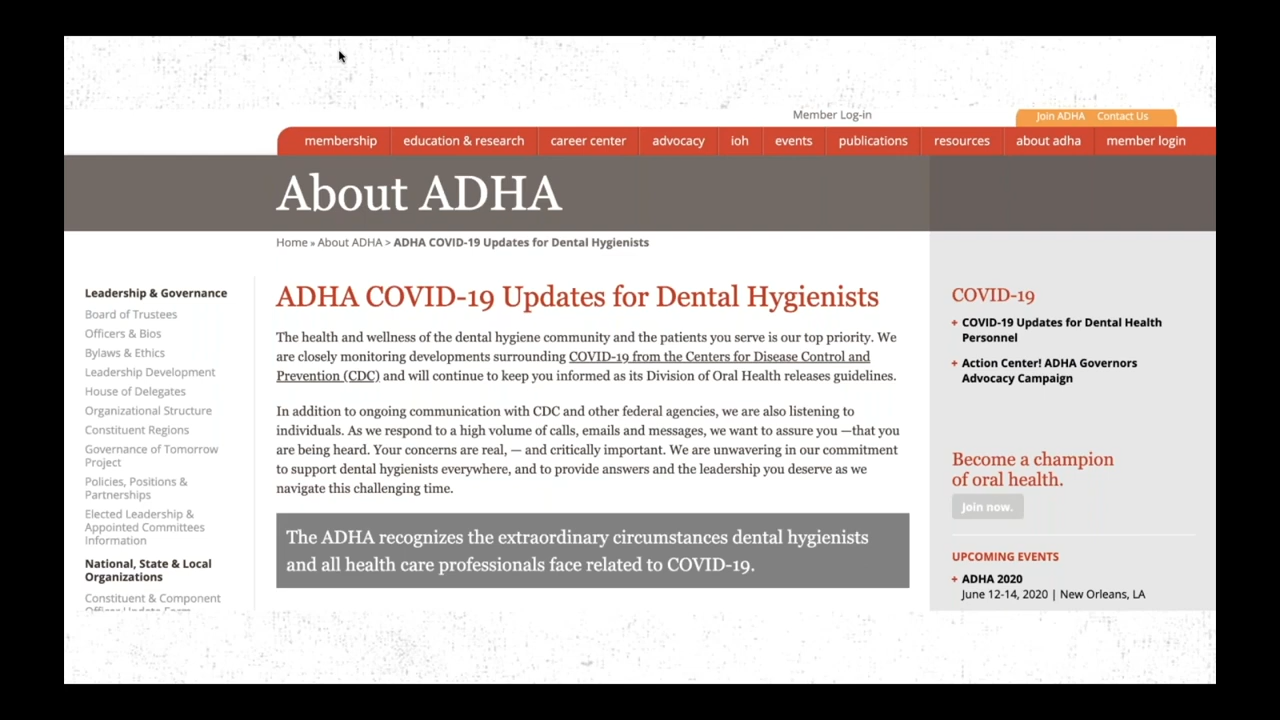 Member Log-in
Join ADHA Contact Us
membership education & research career center advocacy ioh events publications resources about adha member login
About ADHA
Home » About ADHA > ADHA COVID-19 Updates for Dental Hygienists
Leadership & Governance
Board of Trustees
Officers & Bios
Bylaws & Ethics
Leadership Development
House of Delegates
Organizational Structure
Constituent Regions
Governance of Tomorrow
Project
Policies, Positions &
Partnerships
Elected Leadership &
Appointed Committees
Information
National, State & Local
Organizations
Constituent & Component
Officer Update Form
ADHA COVID-19 Updates for Dental Hygienists
The health and wellness of the dental hygiene community and the patients you serve is our top priority. We
are closely monitoring developments surrounding COVID-19 from the Centers for Disease Control and
Prevention (CDC) and will continue to keep you informed as its Division of Oral Health releases guidelines.
In addition to ongoing communication with CDC and other federal agencies, we are also listening to
individuals. As we respond to a high volume of calls, emails and messages, we want to assure you —that you
are being heard. Your concerns are real, — and critically important. We are unwavering in our commitment
to support dental hygienists everywhere, and to provide answers and the leadership you deserve as we
navigate this challenging time.
The ADHA recognizes the extraordinary circumstances dental hygienists
and all health care professionals face related to COVID-19.
COVID-19
+ COVID-19 Updates for Dental Health
Personnel
+ Action Center! ADHA Governors
Advocacy Campaign
Become a champion
of oral health.
Join now.
UPCOMING EVENTS
+ ADHA 2020
June 12-14, 2020 | New Orleans, LA